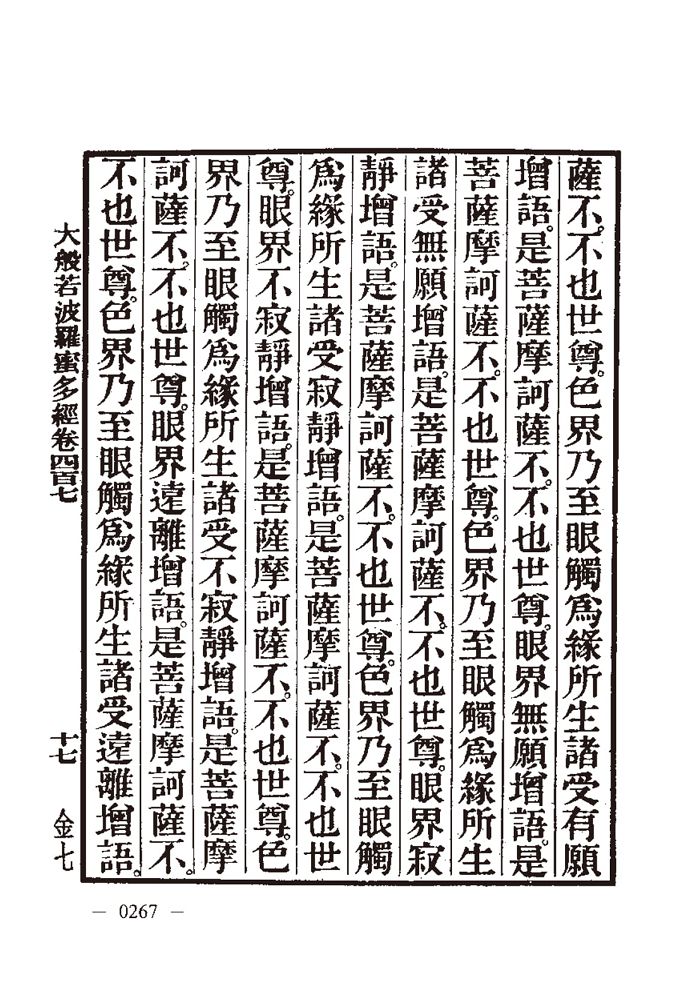 薩不。不也世尊。色界乃至眼觸爲緣所生諸受有願
增語。是菩薩摩訶薩不。不也世尊。眼界無願增語。是
菩薩摩訶薩不。不也世尊。色界乃至眼觸爲緣所生
諸受無願增語。是菩薩摩訶薩不。不也世尊。眼界寂
靜增語。是菩薩摩訶薩不。不也世尊。色界乃至眼觸
爲緣所生諸受寂靜增語。是菩薩摩訶薩不。不也世
尊。眼界不寂靜增語。是菩薩摩訶薩不。不也世尊。色
界乃至眼觸爲緣所生諸受不寂靜增語。是菩薩摩
訶薩不。不也世尊。眼界遠離增語。是菩薩摩訶薩不。
不也世尊。色界乃至眼觸爲緣所生諸受遠離增語。
大般若波羅蜜多經卷四百七 十七 金七
— 0267 —